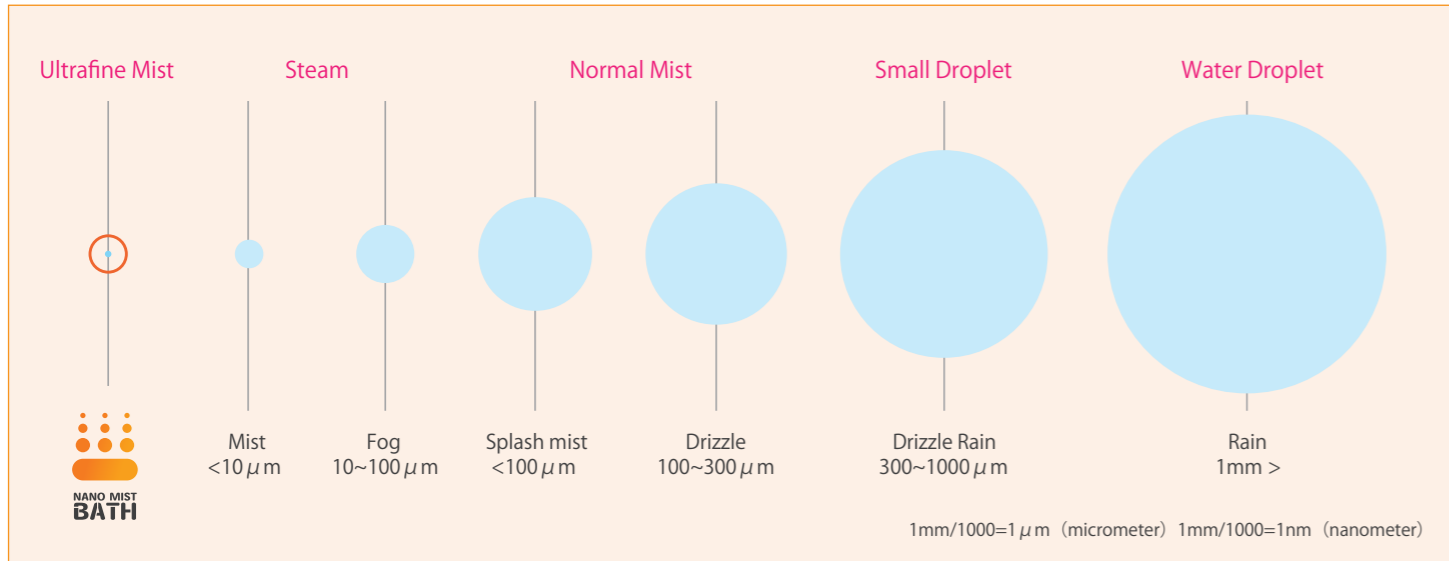 Ultrafine Mist
Steam
Normal Mist
Small Droplet
Water Droplet
NANO MIST
BATH
Mist
<10μm
Fog
10~100μm
Splash mist
<100μm
Drizzle
100~300μm
Drizzle Rain
300~1000μm
Rain
1mm >
1mm/1000=1μm（micrometer）1mm/1000=1nm（nanometer）